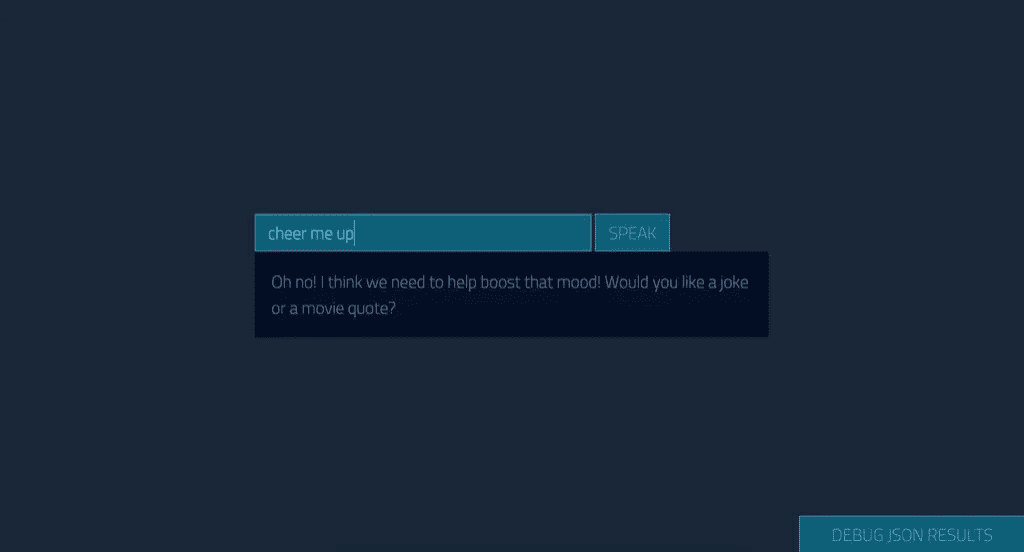 cheer me up
SPEAK
Oh no! I think we need to help boost that mood! Would you like a joke
or a movie quote?
DEBUG JSON RESULTS